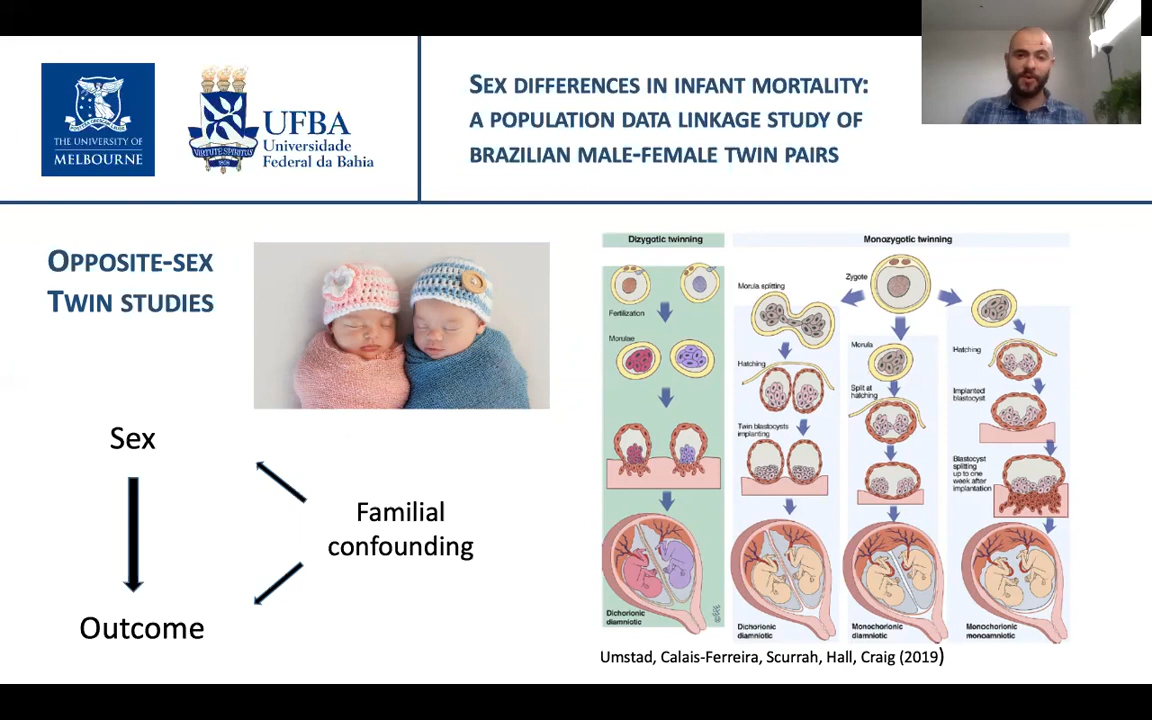 THE UNIVERSITY OF
MELBOURNE
VIRTUTE SPIRITUS
UFBA
Universidade
Federal da Bahia
SEX DIFFERENCES IN INFANT MORTALITY:
A POPULATION DATA LINKAGE STUDY OF
BRAZILIAN MALE-FEMALE TWIN PAIRS
OPPOSITE-SEX
TWIN STUDIES
Sex
Familial
confounding
Outcome
Dizygotic twinning
Fertilization
Morulae
Dichorionic
diamniotic
Monozygotic twinning
Zygote
Morula splitting
Hatching
Twin blastocysts
implanting
Dichorionic
diamniotic
Morula
Split at
hatching
Monochorionic
diamniotic
Hatching
Implanted
blastocyst
Blastocyst
splitting
up to one
week after
implantation
Monochorionic
monoamniotic
Umstad, Calais-Ferreira, Scurrah, Hall, Craig (2019)